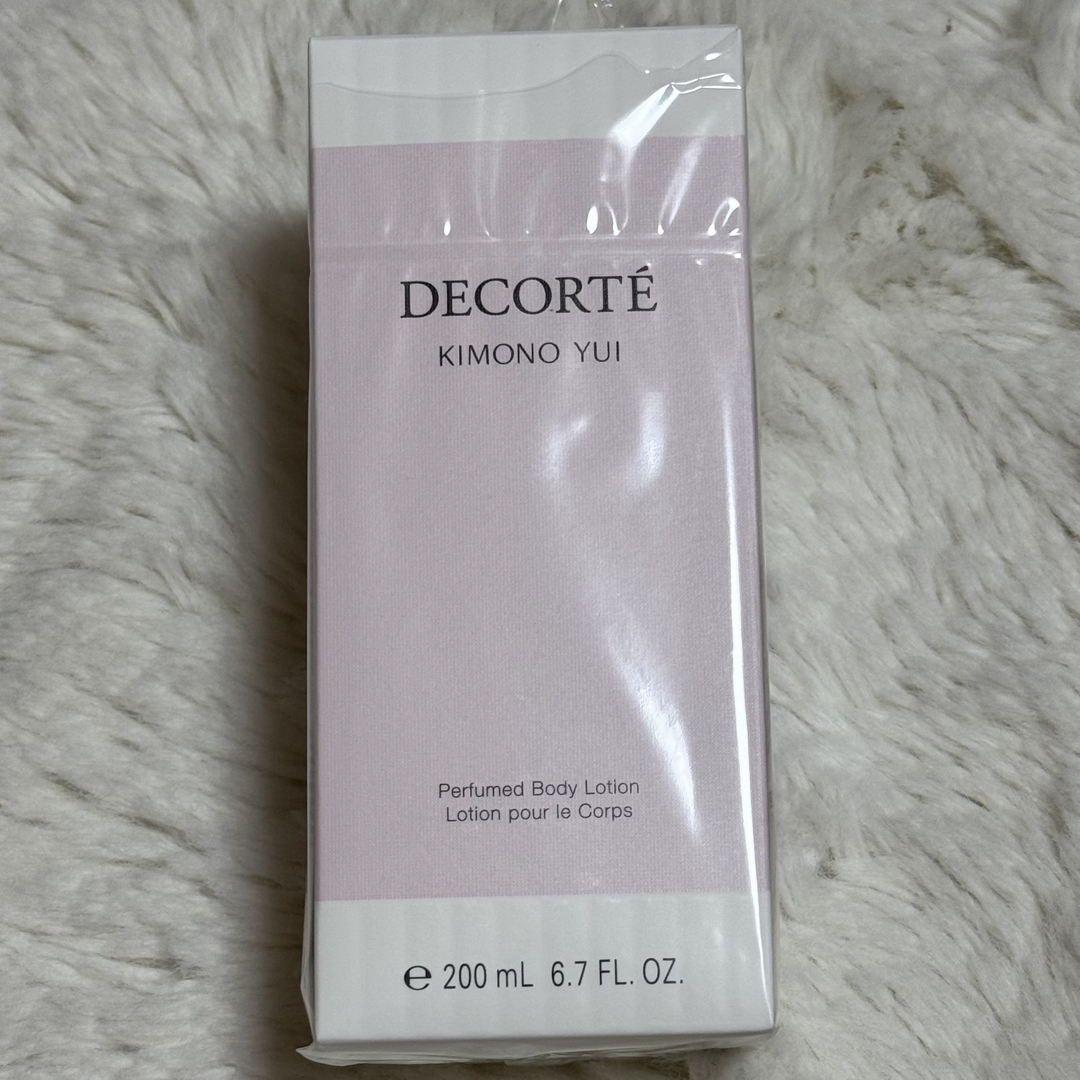 DECORTÉ
KIMONO YUI
Perfumed Body Lotion
Lotion pour le Corps
℮ 200 mL 6.7 FL. OZ.